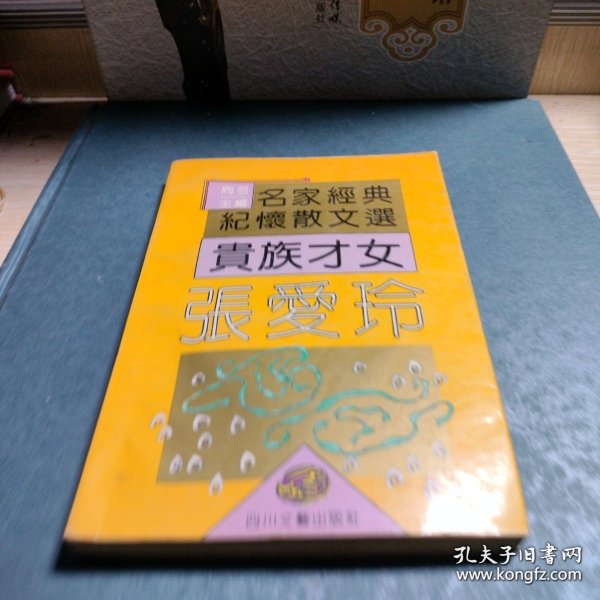 向弓
主编
名家經典
紀懷散文選
貴族才女
張愛玲
四川文藝出版社
孔夫子旧书网
www.kongfz.com